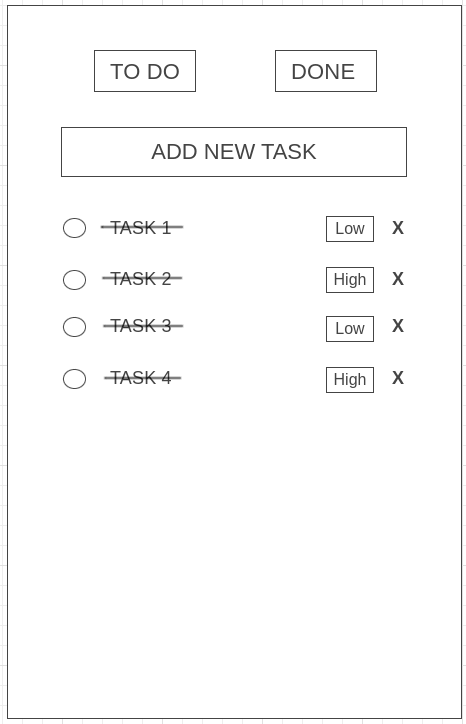 TO DO DONE
ADD NEW TASK
TASK 1 Low X
TASK 2 High X
TASK 3 Low X
TASK 4 High X